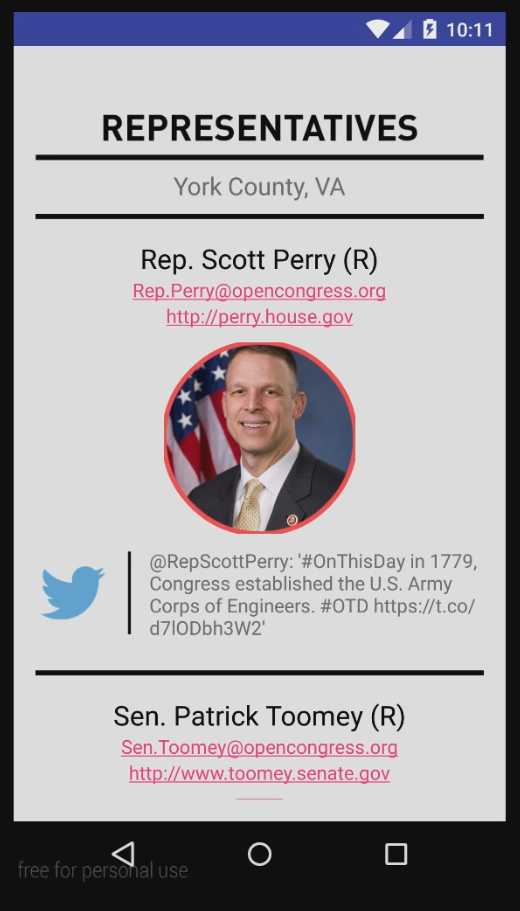 10:11
REPRESENTATIVES
York County, VA
Rep. Scott Perry (R)
Rep.Perry@opencongress.org
http://perry.house.gov
@RepScottPerry: '#OnThisDay in 1779,
Congress established the U.S. Army
Corps of Engineers. #OTD https://t.co/
d7lODbh3W2'
Sen. Patrick Toomey (R)
Sen.Toomey@opencongress.org
http://www.toomey.senate.gov
free for personal use